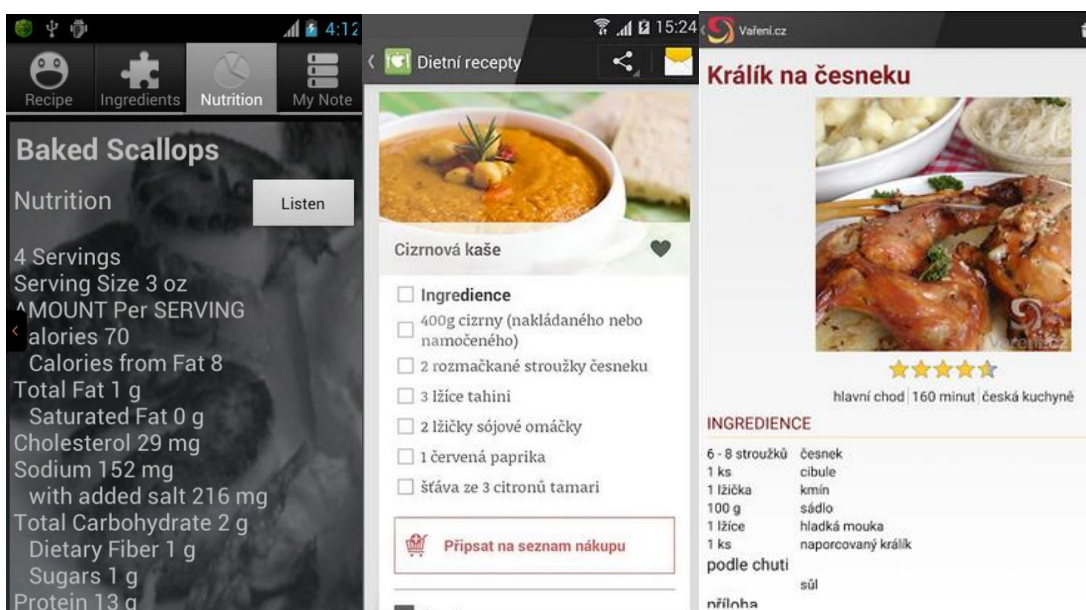 4:12
Recipe
Ingredients
Nutrition
My Note
Baked Scallops
Nutrition
Listen
4 Servings
Serving Size 3 oz
AMOUNT Per SERVING
alories 70
Calories from Fat 8
Total Fat 1 g
Saturated Fat 0 g
Cholesterol 29 mg
Sodium 152 mg
with added salt 216 mg
Total Carbohydrate 2 g
Dietary Fiber 1 g
Sugars 1 g
Protein 13 g
15:24
Dietní recepty
Cizrnová kaše
Ingredience
400g cizrny (nakládaného nebo
namočeného)
2 rozmačkané stroužky česneku
3 lžíce tahini
2 lžičky sójové omáčky
1 červená paprika
šťáva ze 3 citronů tamari
Připsat na seznam nákupu
Vařeni.cz
Králík na česneku
Vařeni.cz
hlavní chod 160 minut česká kuchyně
INGREDIENCE
6 - 8 stroužků česnek
1 ks cibule
1 lžička kmín
100 g sádlo
1 lžíce hladká mouka
1 ks naporcovaný králík
podle chuti
sůl
příloha